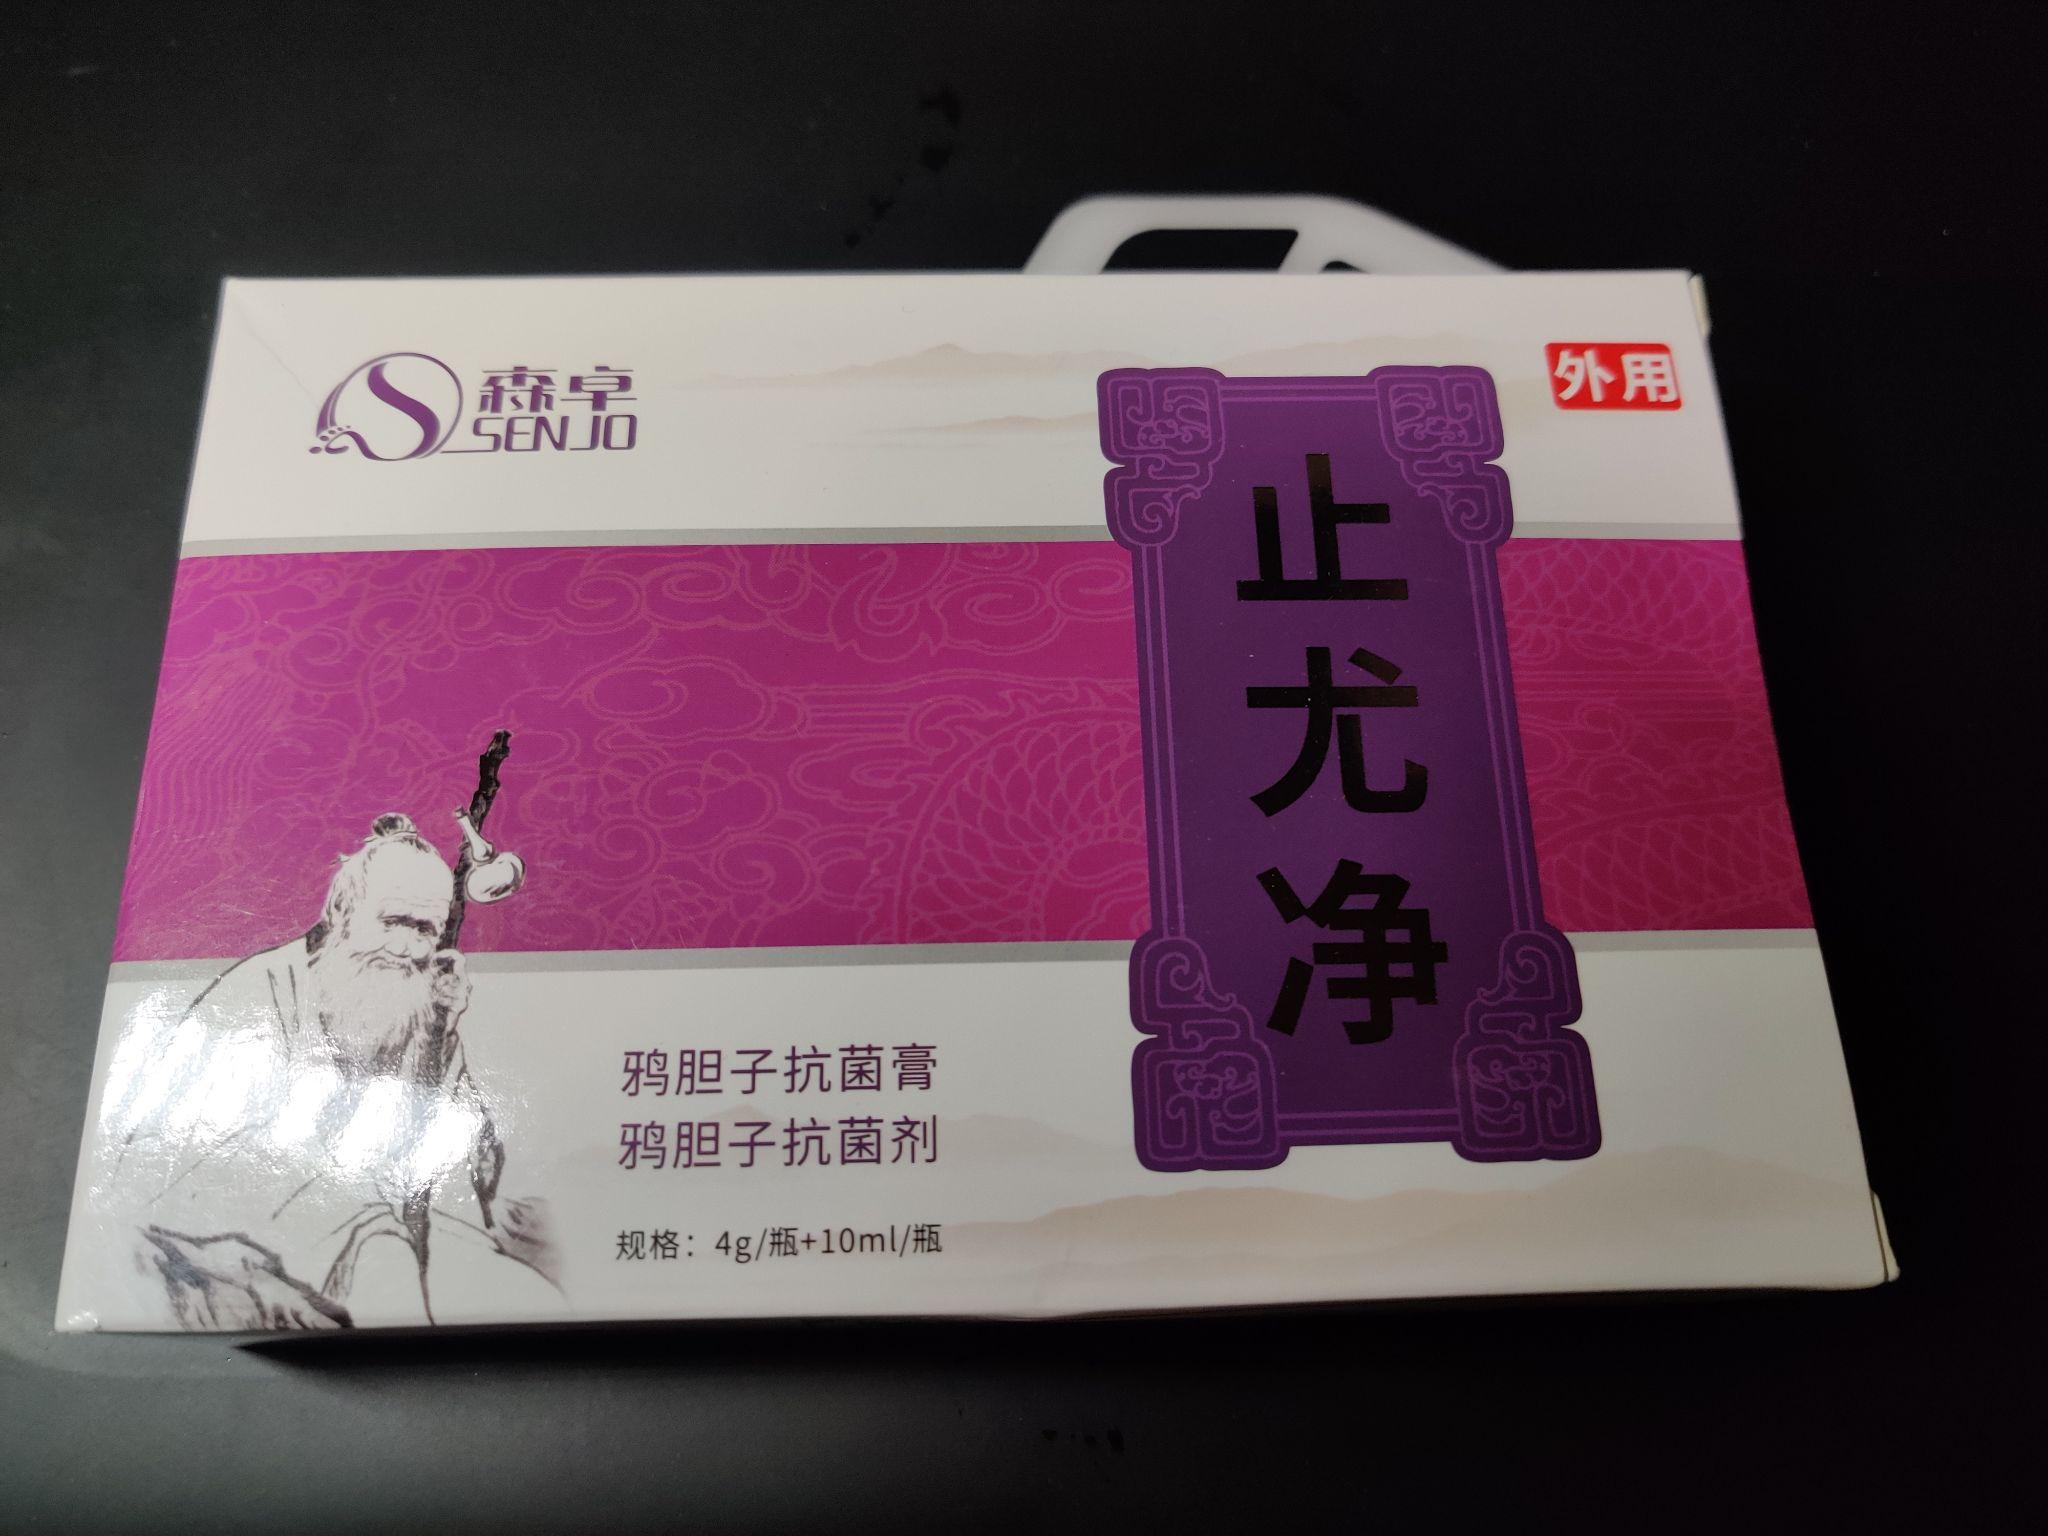 森卓
SENJO
外用
止尤净
鸦胆子抗菌膏
鸦胆子抗菌剂
规格：4g/瓶+10ml/瓶